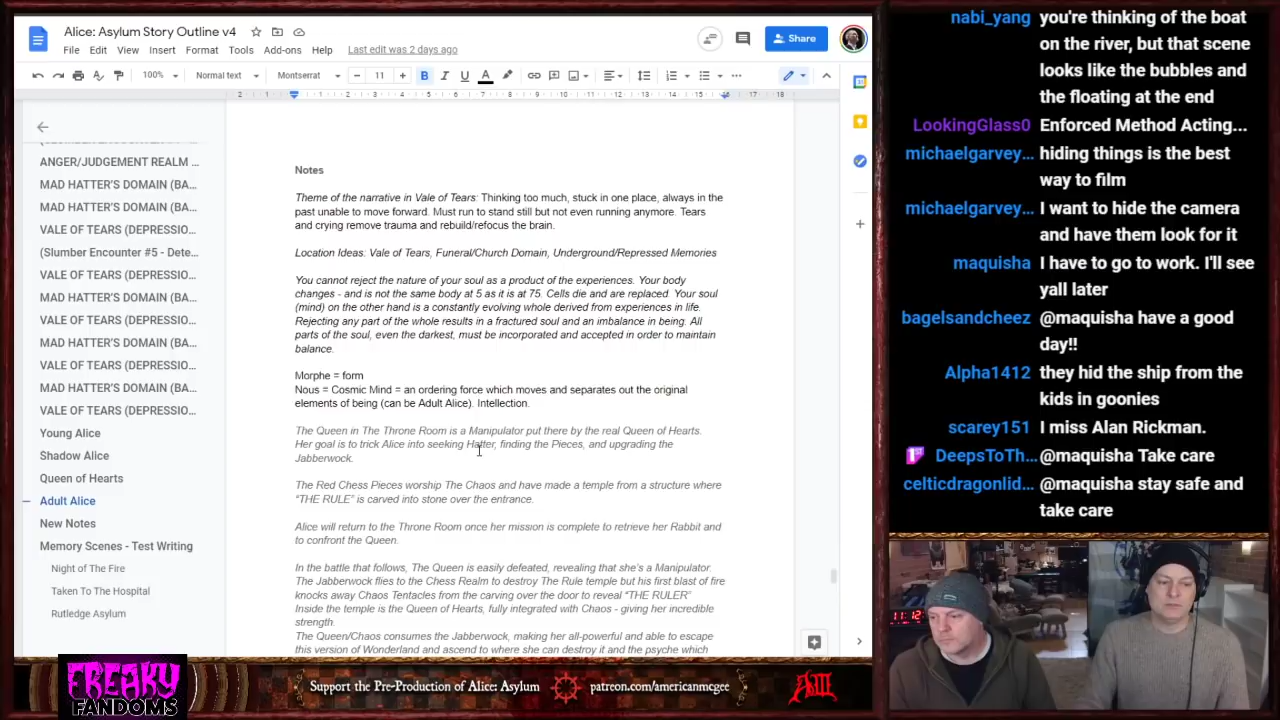 Alice: Asylum Story Outline v4
File Edit View Insert Format Tools Add-ons Help Last edit was 2 days ago
Share
100% Normal text Montserrat 11
2 1 1 2 3 4 5 6 7 8 9 10 11 12 13 14 15 16 17 18
ANGER/JUDGEMENT REALM ...
MAD HATTER'S DOMAIN (BA...
MAD HATTER'S DOMAIN (BA...
VALE OF TEARS (DEPRESSIO...
(Slumber Encounter #5 - Dete...
VALE OF TEARS (DEPRESSIO...
MAD HATTER'S DOMAIN (BA...
VALE OF TEARS (DEPRESSIO...
MAD HATTER'S DOMAIN (BA...
VALE OF TEARS (DEPRESSIO...
MAD HATTER'S DOMAIN (BA...
VALE OF TEARS (DEPRESSIO...
Young Alice
Shadow Alice
Queen of Hearts
Adult Alice
New Notes
Memory Scenes - Test Writing
Night of The Fire
Taken To The Hospital
Rutledge Asylum
Notes
Theme of the narrative in Vale of Tears: Thinking too much, stuck in one place, always in the
past unable to move forward. Must run to stand still but not even running anymore. Tears
and crying remove trauma and rebuild/refocus the brain.
Location Ideas: Vale of Tears, Funeral/Church Domain, Underground/Repressed Memories
You cannot reject the nature of your soul as a product of the experiences. Your body
changes - and is not the same body at 5 as it is at 75. Cells die and are replaced. Your soul
(mind) on the other hand is a constantly evolving whole derived from experiences in life.
Rejecting any part of the whole results in a fractured soul and an imbalance in being. All
parts of the soul, even the darkest, must be incorporated and accepted in order to maintain
balance.
Morphe = form
Nous = Cosmic Mind = an ordering force which moves and separates out the original
elements of being (can be Adult Alice). Intellection.
The Queen in The Throne Room is a Manipulator put there by the real Queen of Hearts.
Her goal is to trick Alice into seeking Hatter, finding the Pieces, and upgrading the
Jabberwock.
The Red Chess Pieces worship The Chaos and have made a temple from a structure where
"THE RULE" is carved into stone over the entrance.
Alice will return to the Throne Room once her mission is complete to retrieve her Rabbit and
to confront the Queen.
In the battle that follows, The Queen is easily defeated, revealing that she's a Manipulator.
The Jabberwock flies to the Chess Realm to destroy The Rule temple but his first blast of fire
knocks away Chaos Tentacles from the carving over the door to reveal "THE RULER"
Inside the temple is the Queen of Hearts, fully integrated with Chaos - giving her incredible
strength.
The Queen/Chaos consumes the Jabberwock, making her all-powerful and able to escape
this version of Wonderland and ascend to where she can destroy it and the psyche which
nabi_yang you're thinking of the boat
on the river, but that scene
looks like the bubbles and
the floating at the end
LookingGlass0 Enforced Method Acting...
michaelgarvey... hiding things is the best
way to film
michaelgarvey... I want to hide the camera
and have them look for it
maquisha I have to go to work. I'll see
yall later
bagelsandcheez @maquisha have a good
day!!
Alpha1412 they hid the ship from the
kids in goonies
scarey151 I miss Alan Rickman.
DeepsToTh... @maquisha Take care
celticdragonlid... @maquisha stay safe and
take care
11:12
FREAKY
FANDOMS
Support the Pre-Production of Alice: Asylum patreon.com/americanmcgee